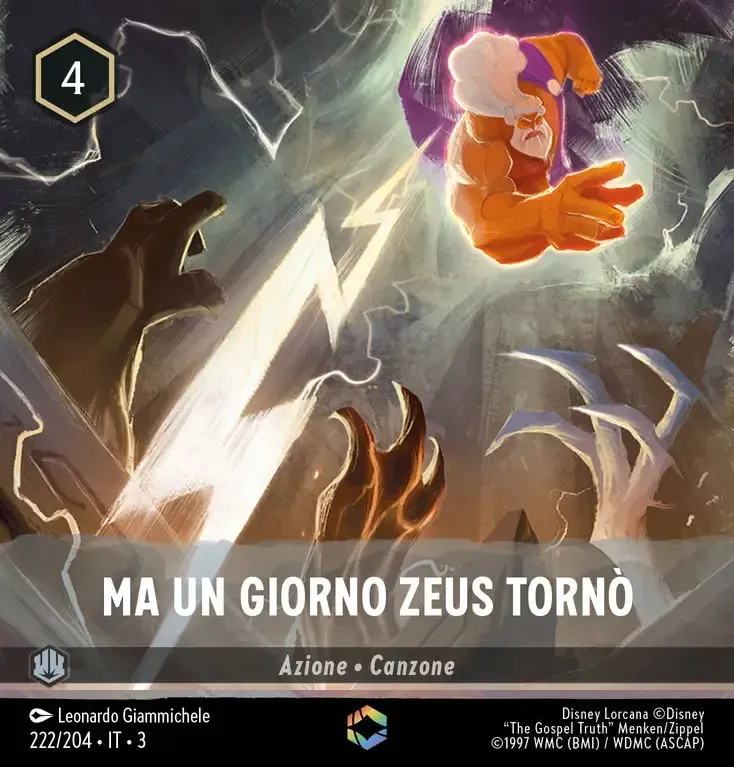 4
MA UN GIORNO ZEUS TORNÒ
Azione • Canzone
Leonardo Giammichele
222/204 • IT • 3
Disney Lorcana ©Disney
“The Gospel Truth” Menken/Zippel
©1997 WMC (BMI) / WDMC (ASCAP)